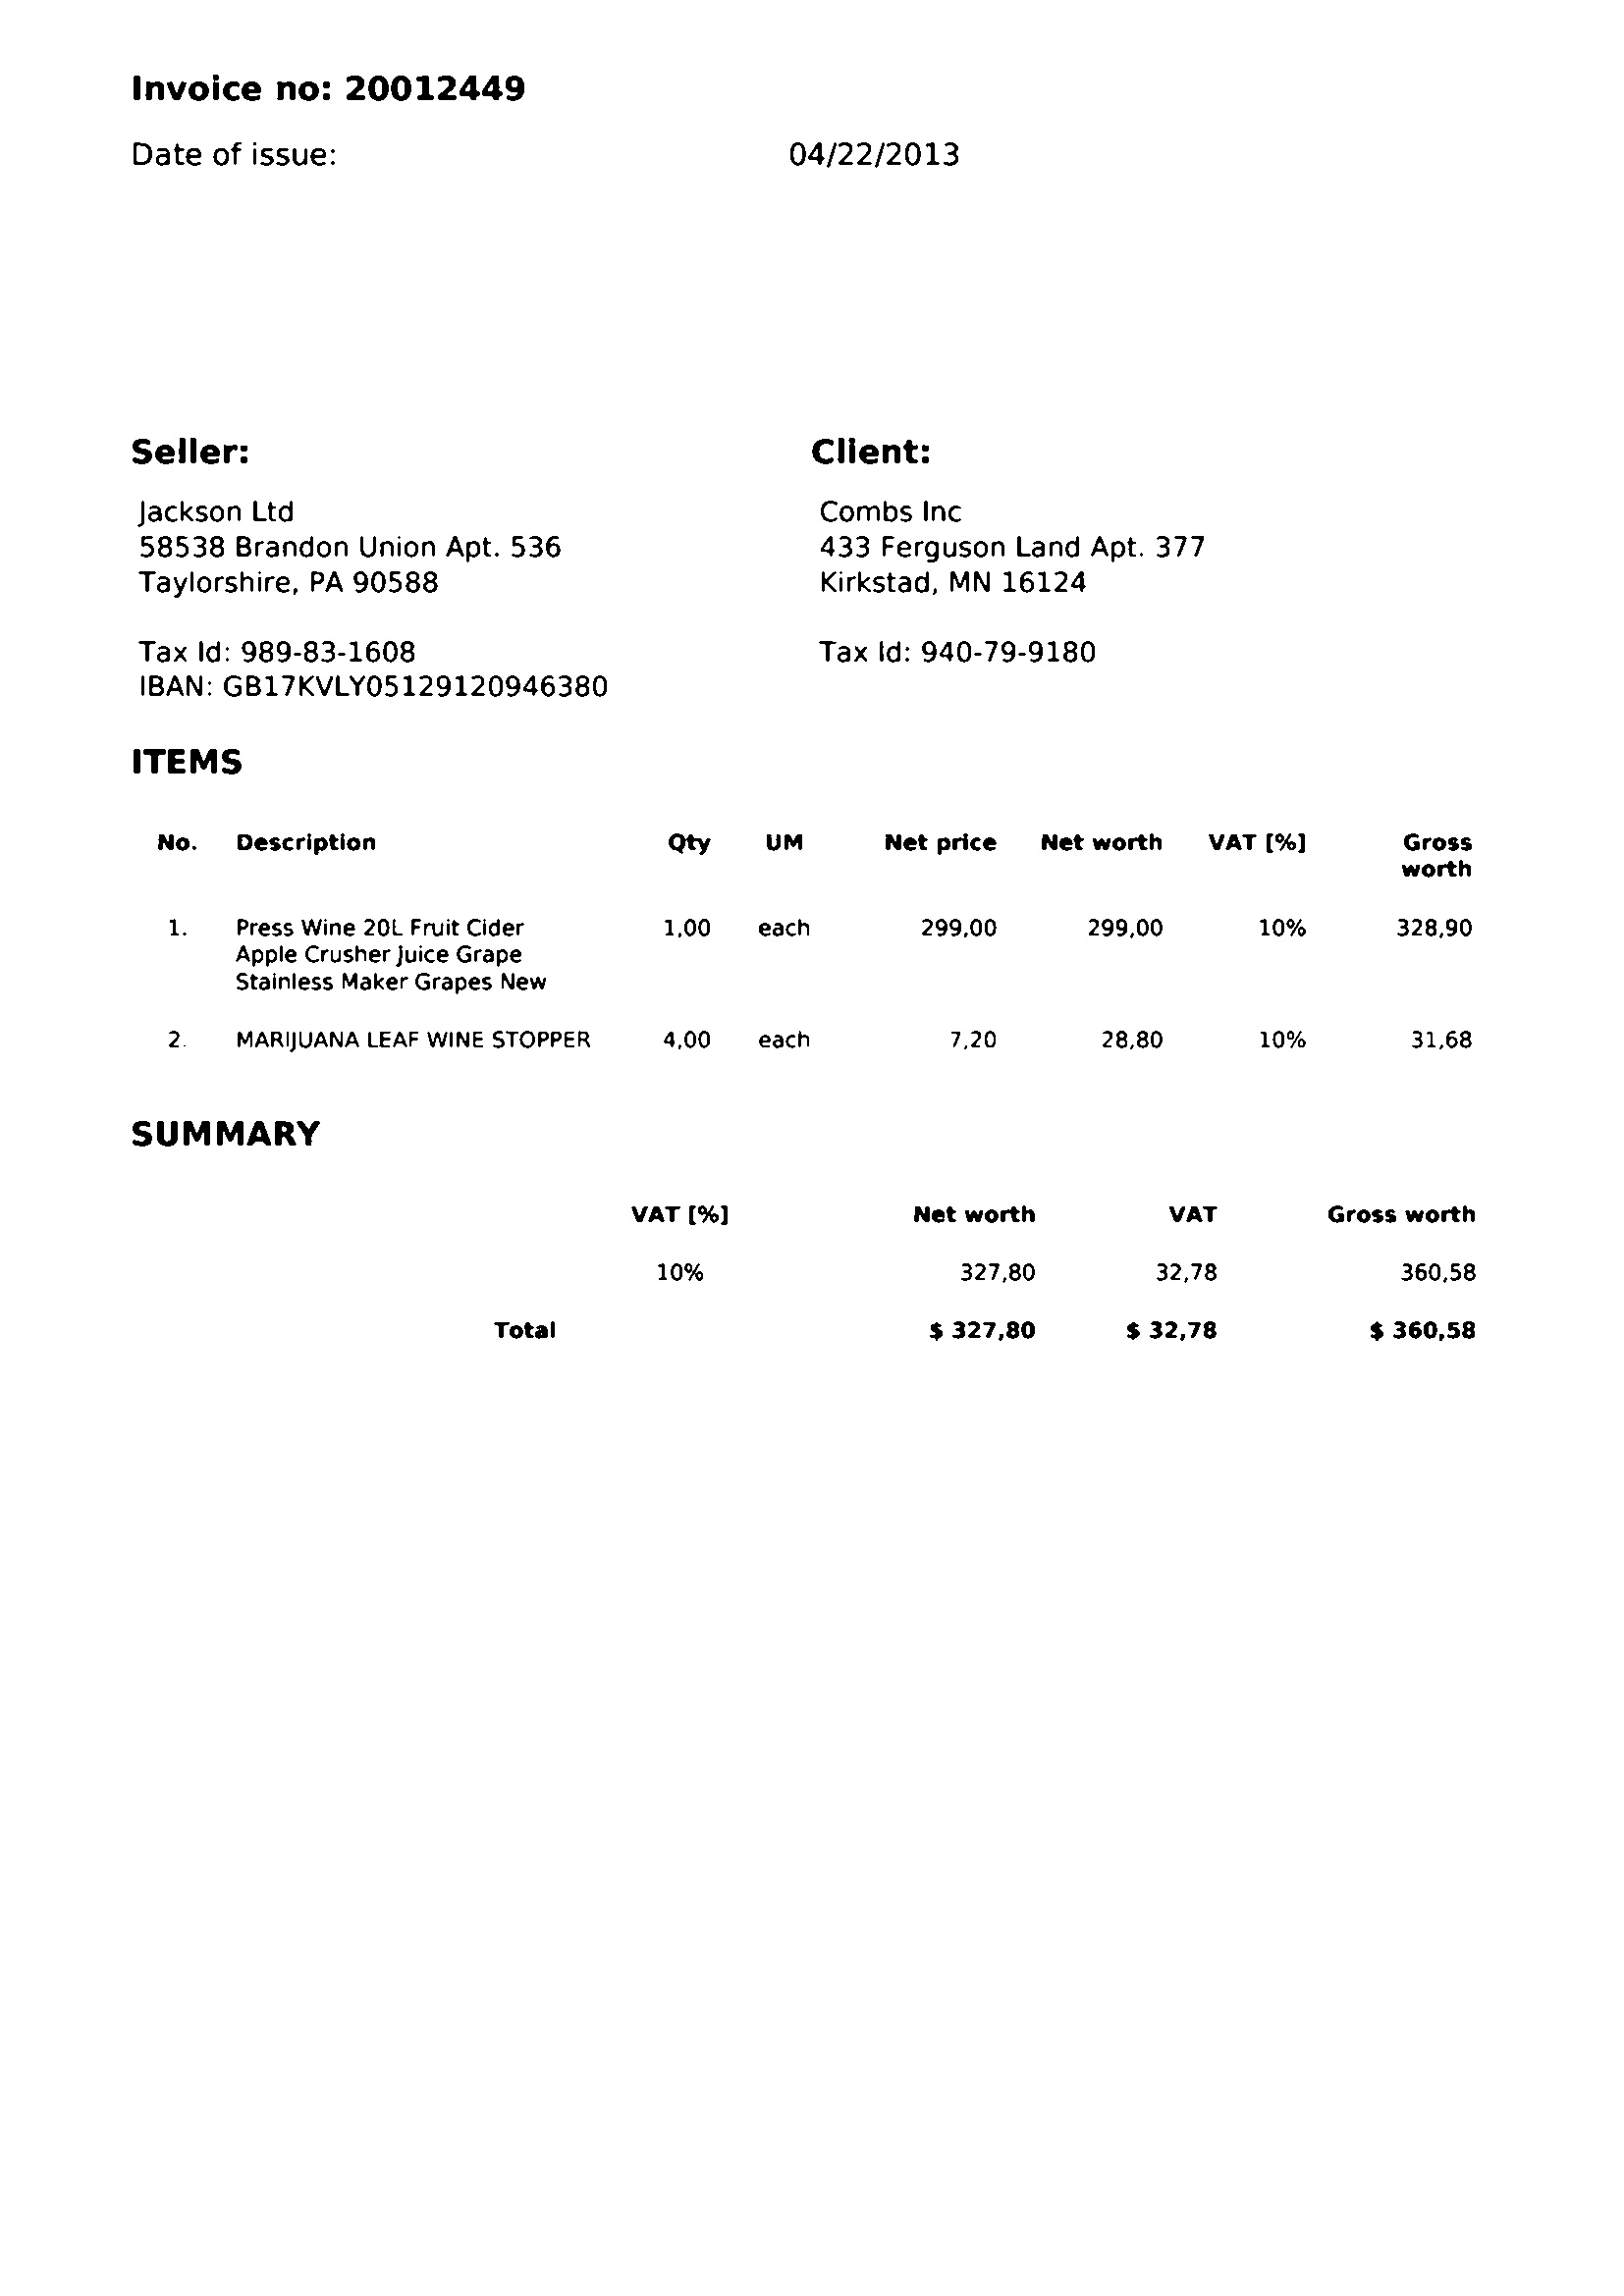 Invoice no: 20012449
Date of issue: 04/22/2013
Seller: Client:
Jackson Ltd Combs Inc
58538 Brandon Union Apt. 536 433 Ferguson Land Apt. 377
Taylorshire, PA 90588 Kirkstad, MN 16124
Tax Id: 989-83-1608 Tax Id: 940-79-9180
IBAN: GB17KVLY05129120946380
ITEMS
No. Description Qty UM Net price Net worth VAT [%] Gross
worth
1. Press Wine 20L Fruit Cider 1,00 each 299,00 299,00 10% 328,90
Apple Crusher Juice Grape
Stainless Maker Grapes New
2. MARIJUANA LEAF WINE STOPPER 4,00 each 7,20 28,80 10% 31,68
SUMMARY
VAT [%] Net worth VAT Gross worth
10% 327,80 32,78 360,58
Total $ 327,80 $ 32,78 $ 360,58